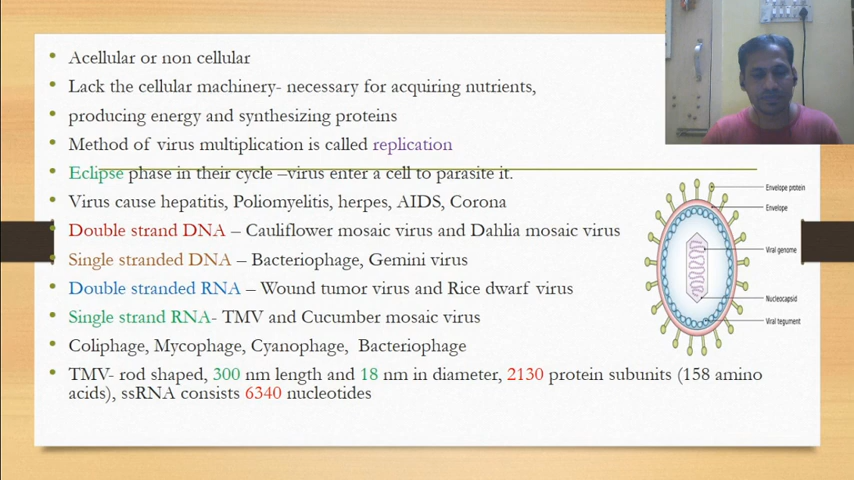 Acellular or non cellular
Lack the cellular machinery- necessary for acquiring nutrients,
producing energy and synthesizing proteins
Method of virus multiplication is called replication
Eclipse phase in their cycle –virus enter a cell to parasite it.
Virus cause hepatitis, Poliomyelitis, herpes, AIDS, Corona
Double strand DNA – Cauliflower mosaic virus and Dahlia mosaic virus
Single stranded DNA – Bacteriophage, Gemini virus
Double stranded RNA – Wound tumor virus and Rice dwarf virus
Single strand RNA- TMV and Cucumber mosaic virus
Coliphage, Mycophage, Cyanophage, Bacteriophage
TMV- rod shaped, 300 nm length and 18 nm in diameter, 2130 protein subunits (158 amino
acids), ssRNA consists 6340 nucleotides
Envelope protein
Envelope
Viral genome
Nucleocapsid
Viral tegument